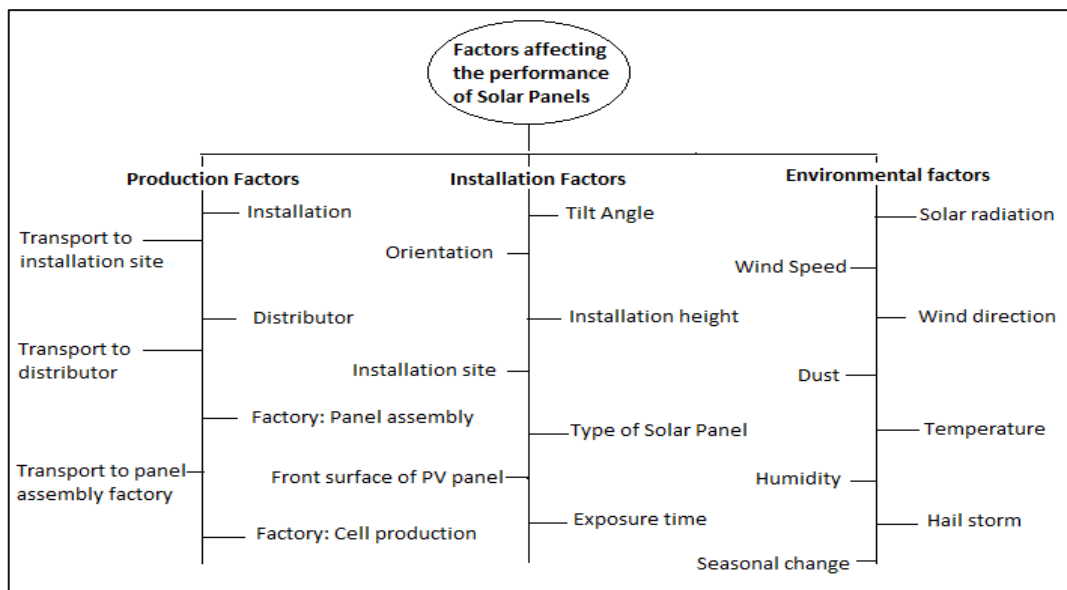 Factors affecting
the performance
of Solar Panels
Production Factors
Installation
Transport to
installation site
Distributor
Transport to
distributor
Factory: Panel assembly
Transport to panel
assembly factory
Factory: Cell production
Installation Factors
Tilt Angle
Orientation
Installation height
Installation site
Type of Solar Panel
Front surface of PV panel
Exposure time
Environmental factors
Solar radiation
Wind Speed
Wind direction
Dust
Temperature
Humidity
Hail storm
Seasonal change